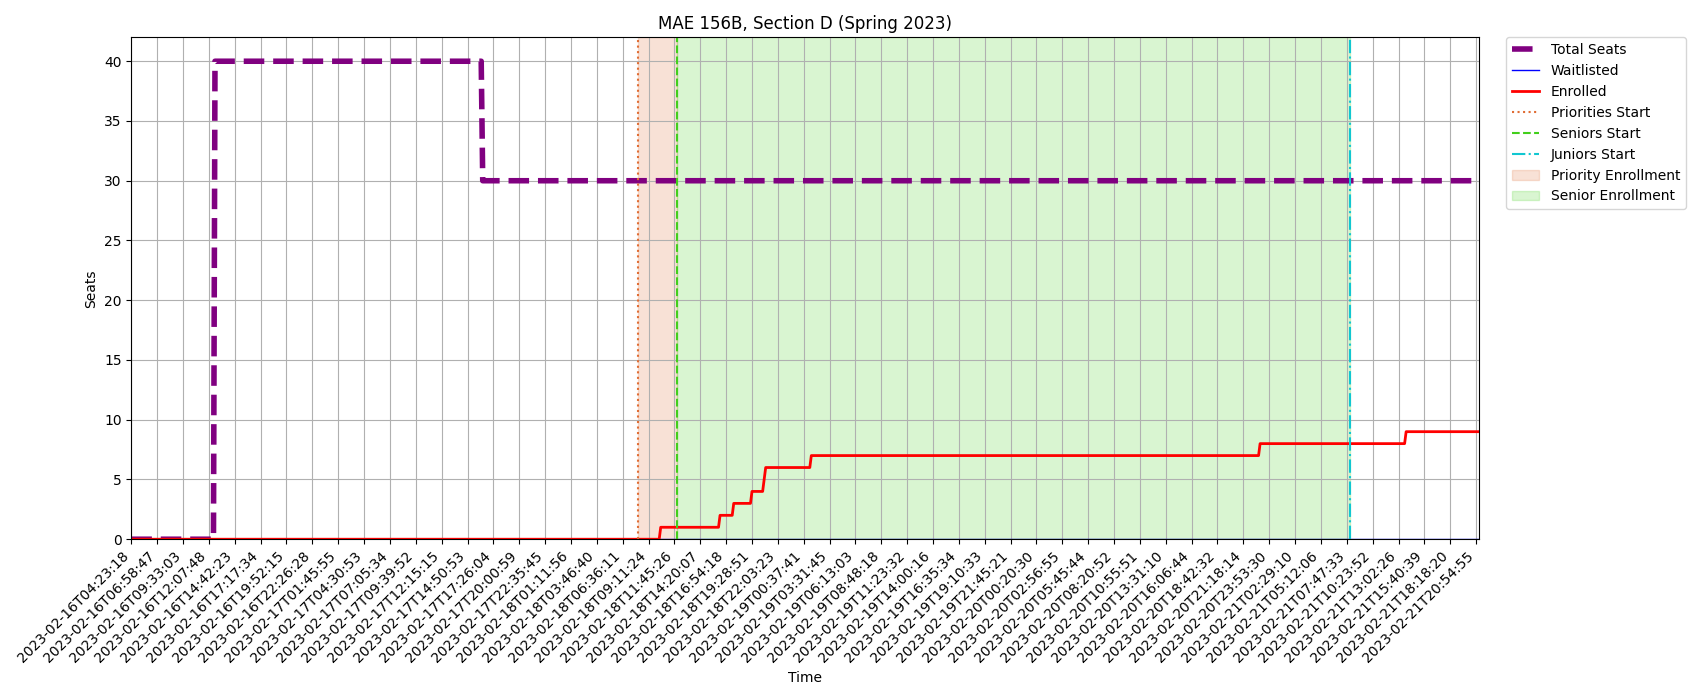 MAE 156B, Section D (Spring 2023)
Total Seats
Waitlisted
Enrolled
Priorities Start
Seniors Start
Juniors Start
Priority Enrollment
Senior Enrollment
Seats
40
35
30
25
20
15
10
5
0
2023-02-16T04:23:18
2023-02-16T06:58:47
2023-02-16T09:33:03
2023-02-16T12:07:48
2023-02-16T14:42:23
2023-02-16T17:17:34
2023-02-16T19:52:15
2023-02-16T22:26:28
2023-02-17T01:45:55
2023-02-17T04:30:53
2023-02-17T07:05:34
2023-02-17T09:39:52
2023-02-17T12:15:15
2023-02-17T14:50:53
2023-02-17T17:26:04
2023-02-17T20:00:59
2023-02-17T22:35:45
2023-02-18T01:11:56
2023-02-18T03:46:40
2023-02-18T06:36:11
2023-02-18T09:11:24
2023-02-18T11:45:26
2023-02-18T14:20:07
2023-02-18T16:54:18
2023-02-18T19:28:51
2023-02-18T22:03:23
2023-02-19T00:37:41
2023-02-19T03:31:45
2023-02-19T06:13:03
2023-02-19T08:48:18
2023-02-19T11:23:32
2023-02-19T14:00:16
2023-02-19T16:35:34
2023-02-19T19:10:33
2023-02-19T21:45:21
2023-02-20T00:20:30
2023-02-20T02:56:55
2023-02-20T05:45:44
2023-02-20T08:20:52
2023-02-20T10:55:51
2023-02-20T13:31:10
2023-02-20T16:06:44
2023-02-20T18:42:32
2023-02-20T21:18:14
2023-02-20T23:53:30
2023-02-21T02:29:10
2023-02-21T05:12:06
2023-02-21T07:47:33
2023-02-21T10:23:52
2023-02-21T13:02:26
2023-02-21T15:40:39
2023-02-21T18:18:20
2023-02-21T20:54:55
Time